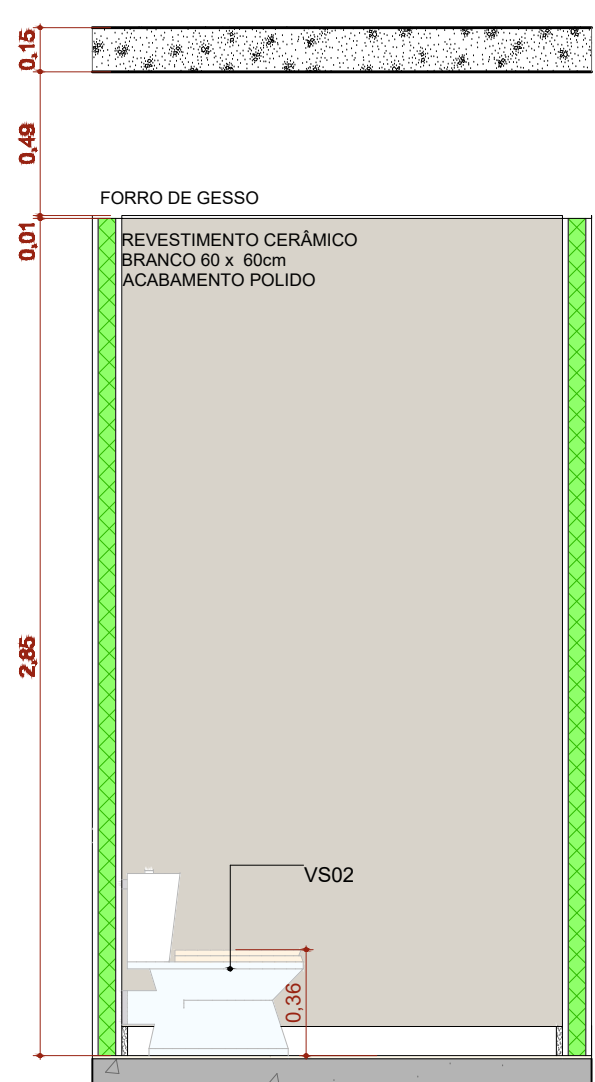 0,15
0,49
FORRO DE GESSO
0,01
REVESTIMENTO CERÂMICO
BRANCO 60 x 60cm
ACABAMENTO POLIDO
2,85
VS02
0,36